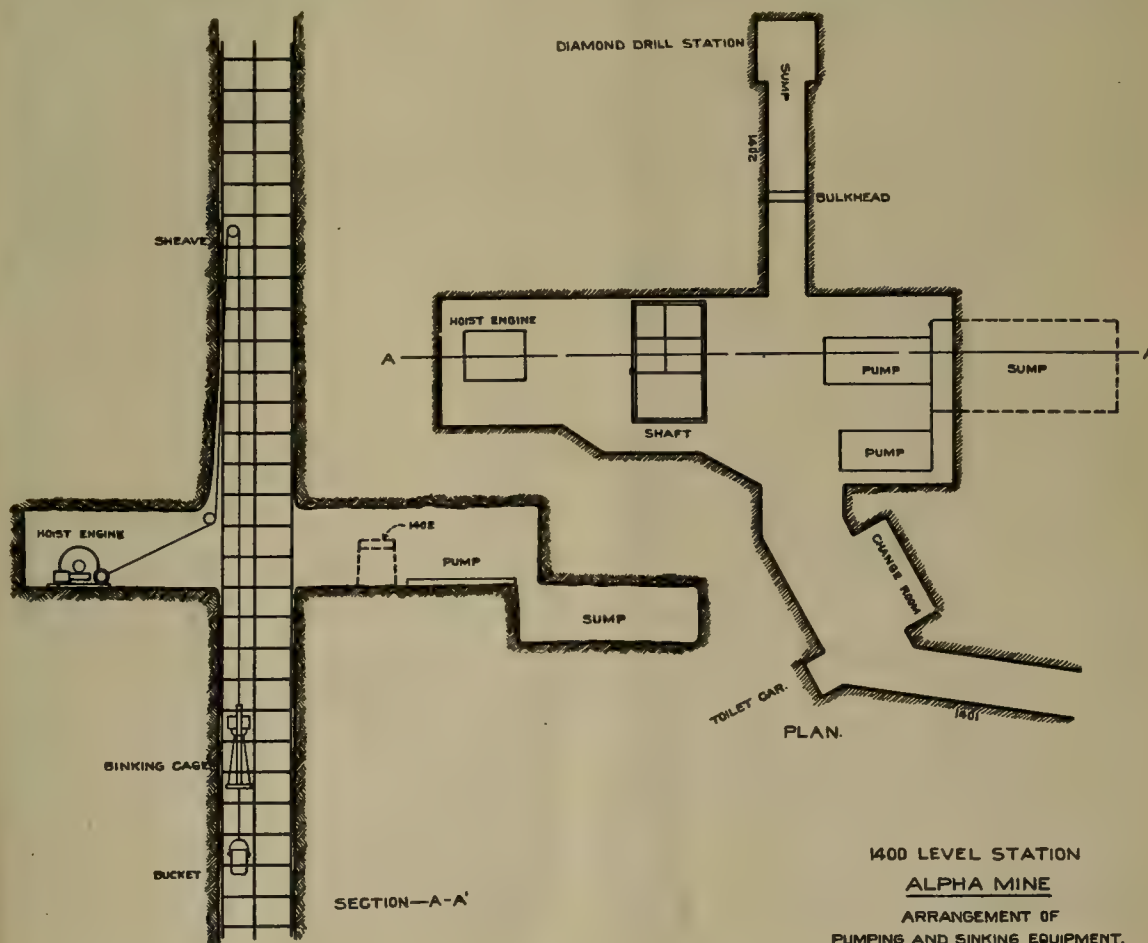 SHEAVE
HOIST ENGINE
1402
PUMP
SUMP
SINKING CAGE
BUCKET
SECTION—A-A'
DIAMOND DRILL STATION
SUMP
1402
BULKHEAD
HOIST ENGINE
A
A
PUMP
SUMP
SHAFT
PUMP
CHANGE ROOM
TOILET CAR.
1401
PLAN.
1400 LEVEL STATION
ALPHA MINE
ARRANGEMENT OF
PUMPING AND SINKING EQUIPMENT.